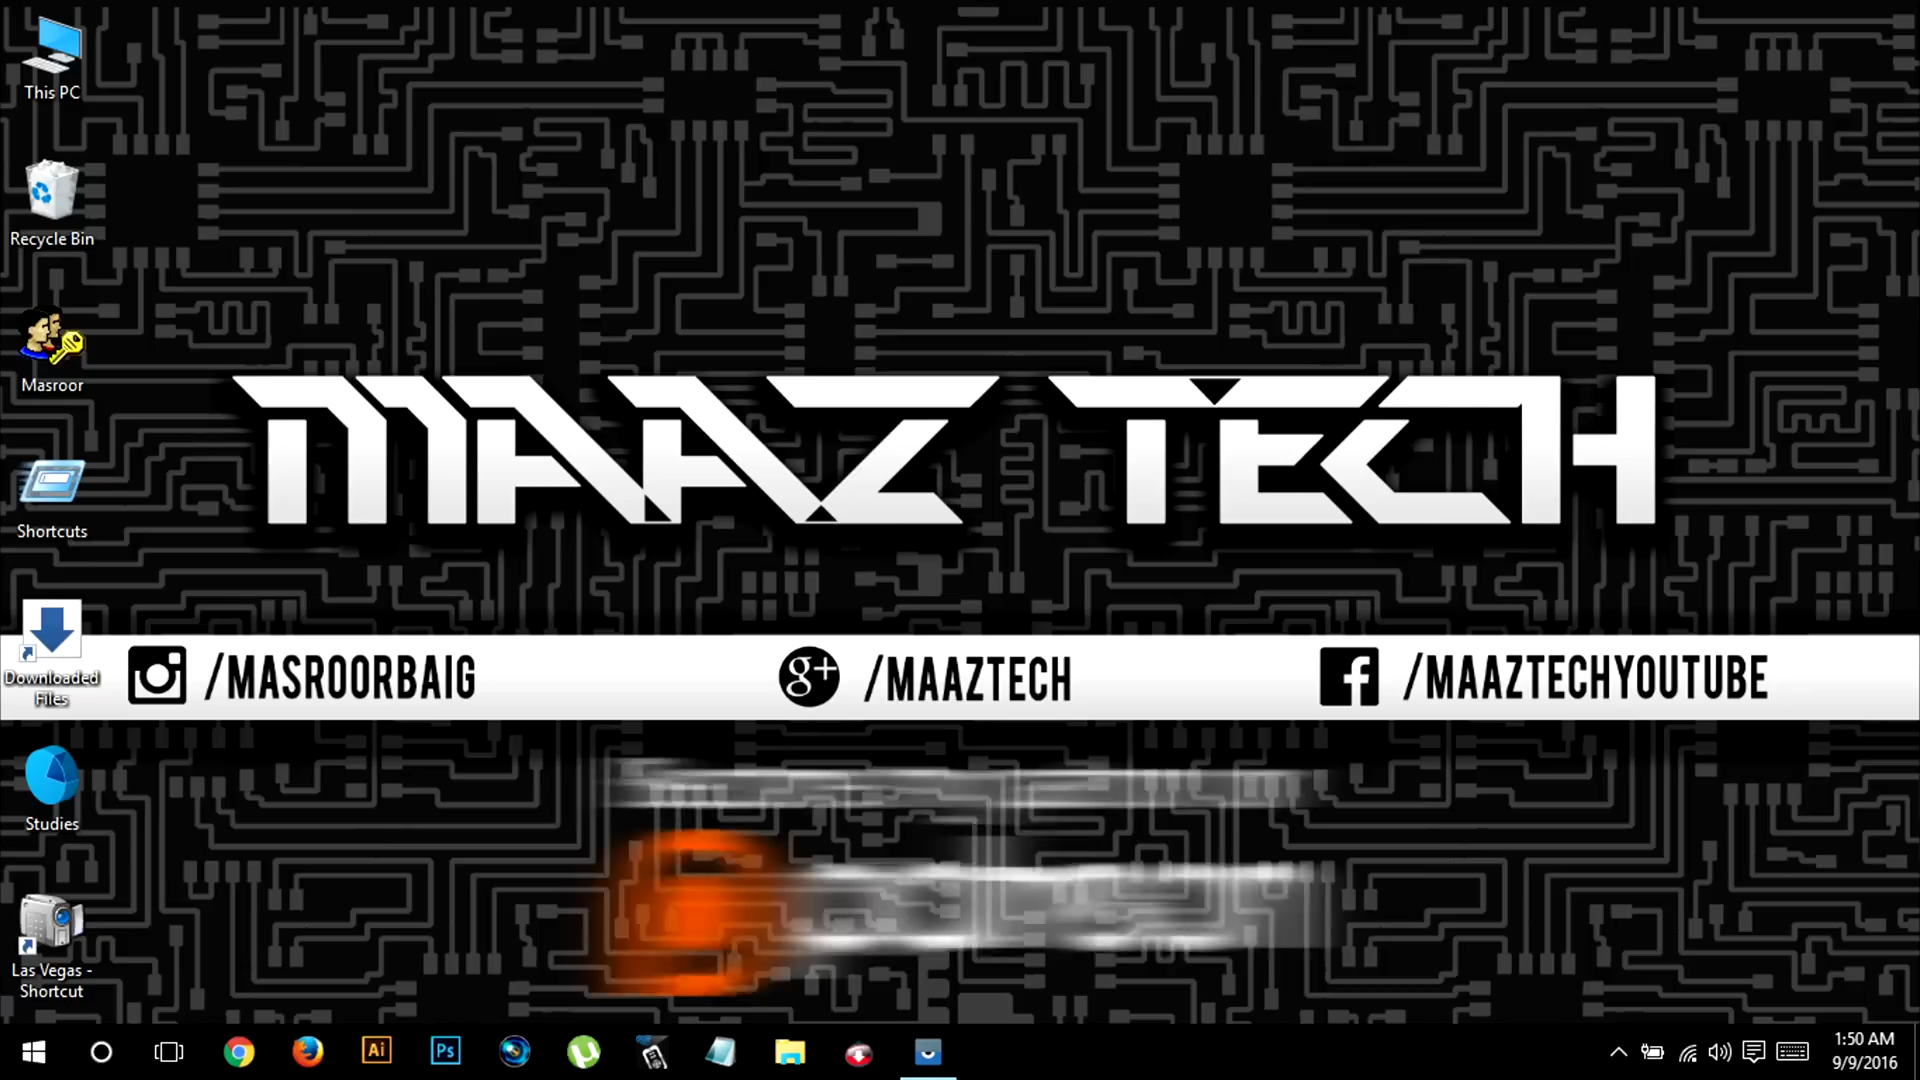 This PC
Recycle Bin
Masroor
MAAZ TECH
Shortcuts
Downloaded
Files
/MASROORBAIG
g+ /MAAZTECH
f /MAAZTECHYOUTUBE
Studies
Las Vegas -
Shortcut
Ai
Ps
1:50 AM
9/9/2016